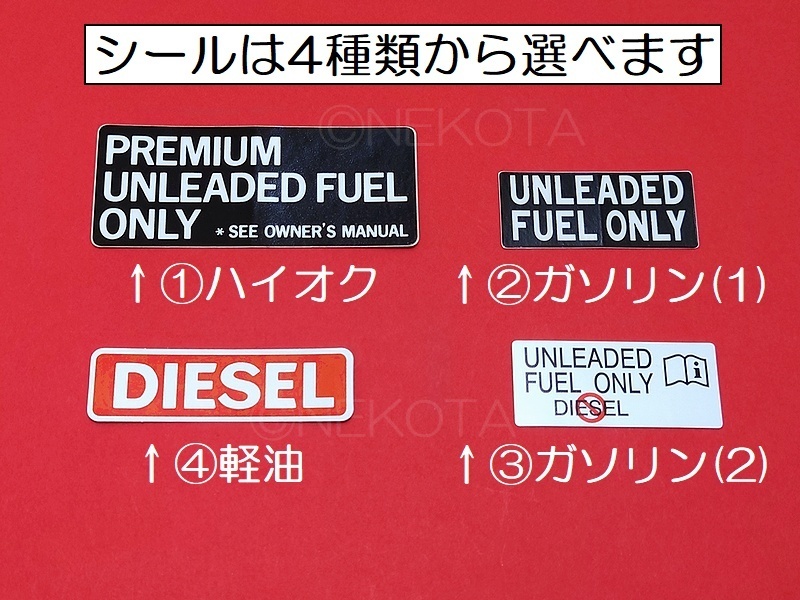 シールは4種類から選べます
©NEKOTA
PREMIUM
UNLEADED FUEL
ONLY *SEE OWNER'S MANUAL
UNLEADED
FUEL ONLY
↑①ハイオク
↑②ガソリン(1)
DIESEL
UNLEADED
FUEL ONLY
DIESEL
©NEKOTA
↑④軽油
↑③ガソリン(2)